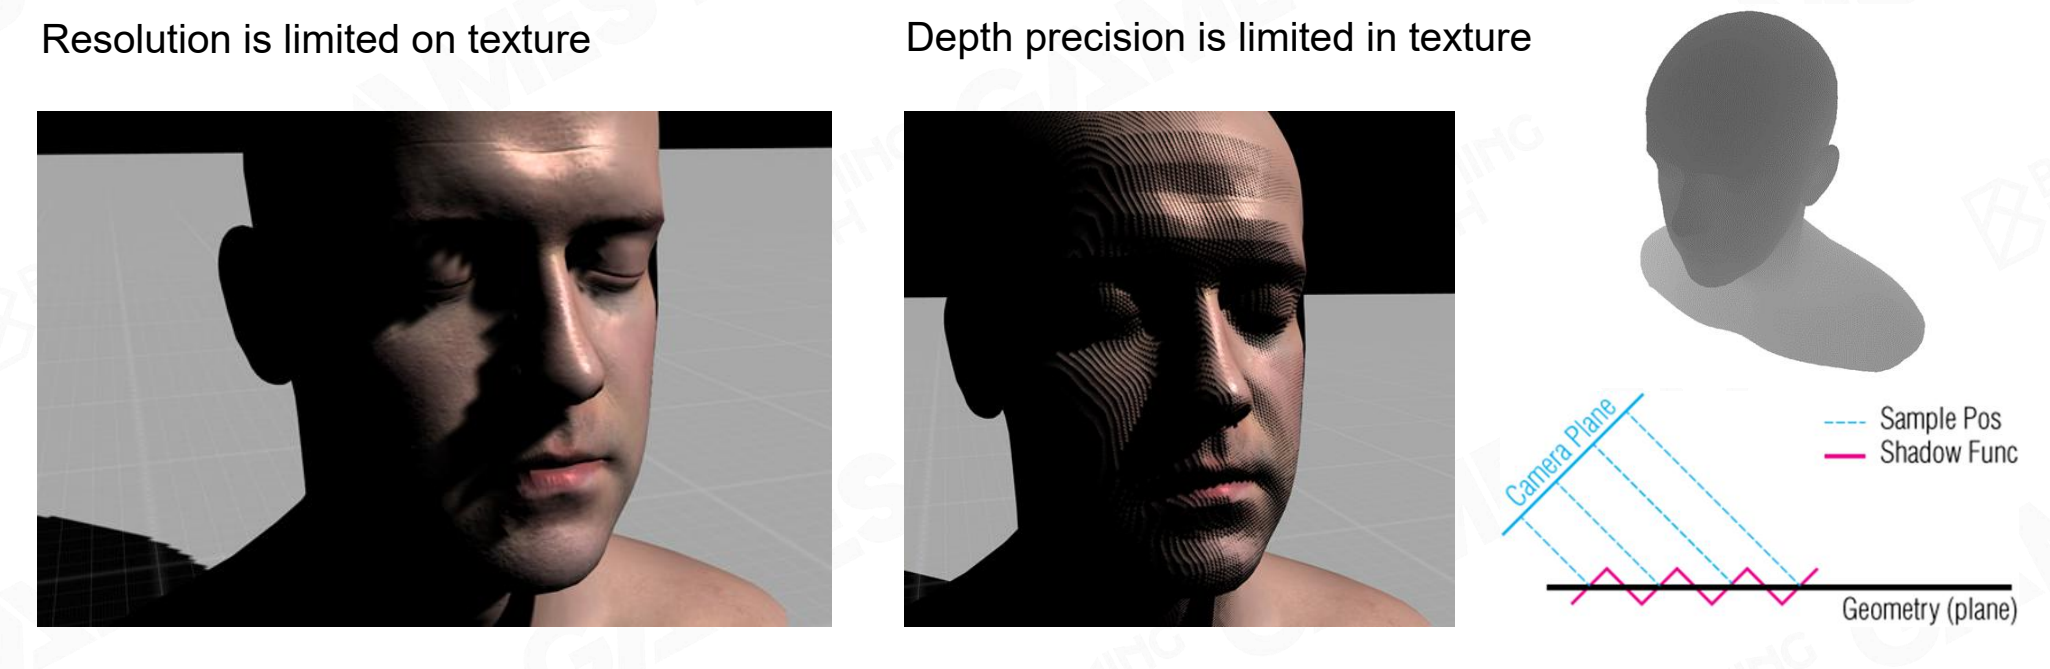 Resolution is limited on texture
Depth precision is limited in texture
Camera Plane
Sample Pos
Shadow Func
Geometry (plane)